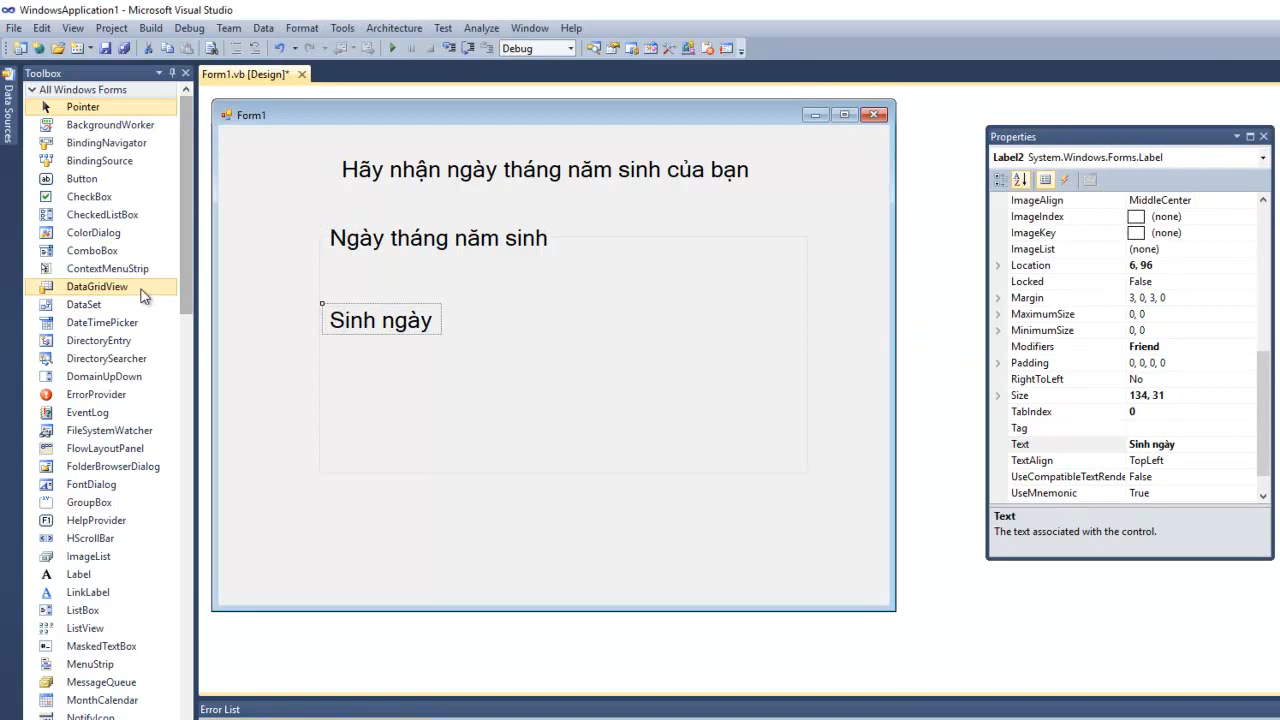 WindowsApplication1 - Microsoft Visual Studio
File Edit View Project Build Debug Team Data Format Tools Architecture Test Analyze Window Help
Debug
Data Sources
Toolbox
All Windows Forms
Pointer
BackgroundWorker
BindingNavigator
BindingSource
Button
CheckBox
CheckedListBox
ColorDialog
ComboBox
ContextMenuStrip
DataGridView
DataSet
DateTimePicker
DirectoryEntry
DirectorySearcher
DomainUpDown
ErrorProvider
EventLog
FileSystemWatcher
FlowLayoutPanel
FolderBrowserDialog
FontDialog
GroupBox
HelpProvider
HScrollBar
ImageList
Label
LinkLabel
ListBox
ListView
MaskedTextBox
MenuStrip
MessageQueue
MonthCalendar
NotifyIcon
Form1.vb [Design]*
Form1
Hãy nhận ngày tháng năm sinh của bạn
Ngày tháng năm sinh
Sinh ngày
Properties
Label2 System.Windows.Forms.Label
ImageAlign MiddleCenter
ImageIndex (none)
ImageKey (none)
ImageList (none)
Location 6, 96
Locked False
Margin 3, 0, 3, 0
MaximumSize 0, 0
MinimumSize 0, 0
Modifiers Friend
Padding 0, 0, 0, 0
RightToLeft No
Size 134, 31
TabIndex 0
Tag
Text Sinh ngày
TextAlign TopLeft
UseCompatibleTextRende False
UseMnemonic True
Text
The text associated with the control.
Error List